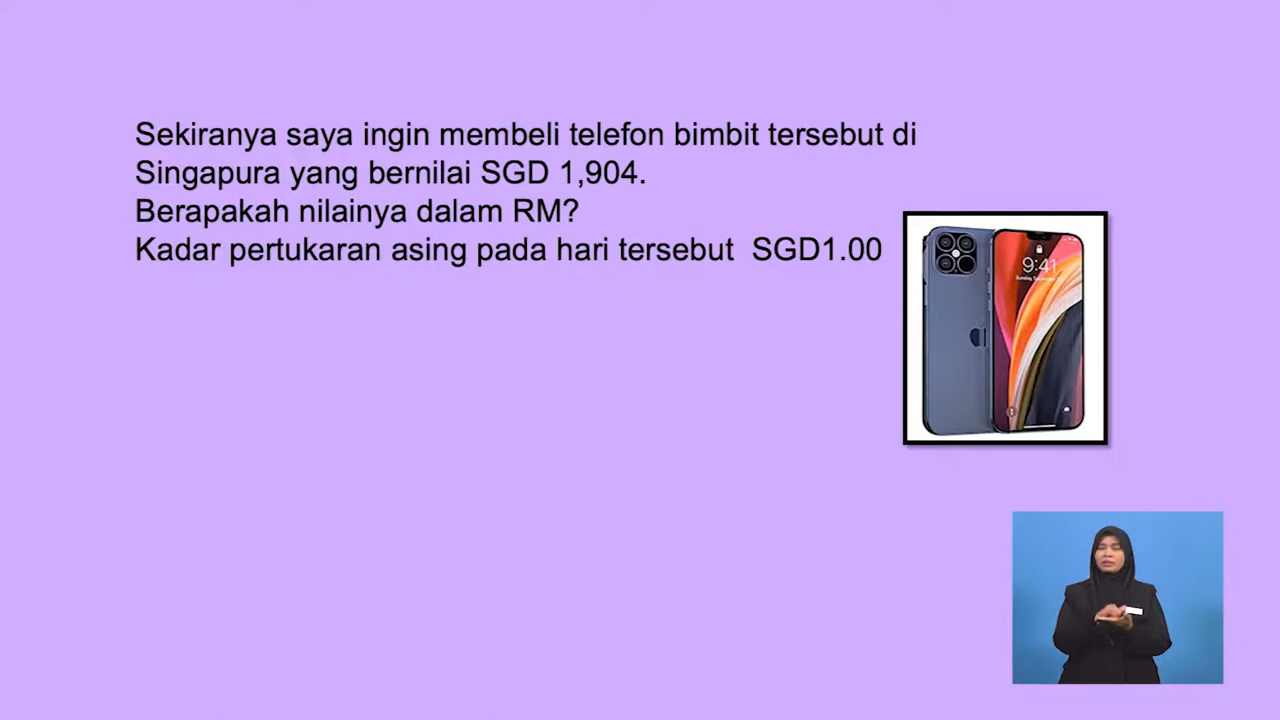 Sekiranya saya ingin membeli telefon bimbit tersebut di
Singapura yang bernilai SGD 1,904.
Berapakah nilainya dalam RM?
Kadar pertukaran asing pada hari tersebut SGD1.00
9:41